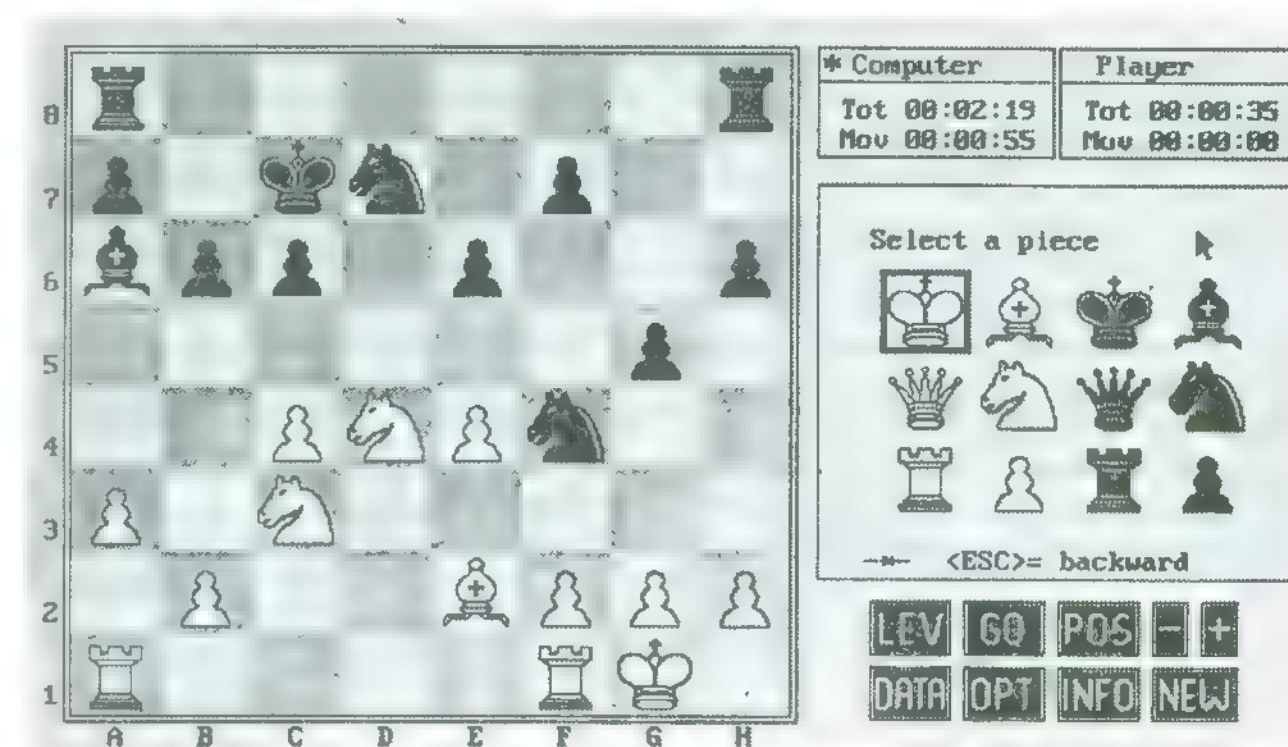 * Computer
Player
Tot 00:02:19
Mov 00:00:55
Tot 00:00:35
Mov 00:00:00
8
7
6
5
4
3
2
1
A B C D E F G H
Select a piece
<ESC>= backward
LEV GO POS - +
DATA OPT INFO NEW